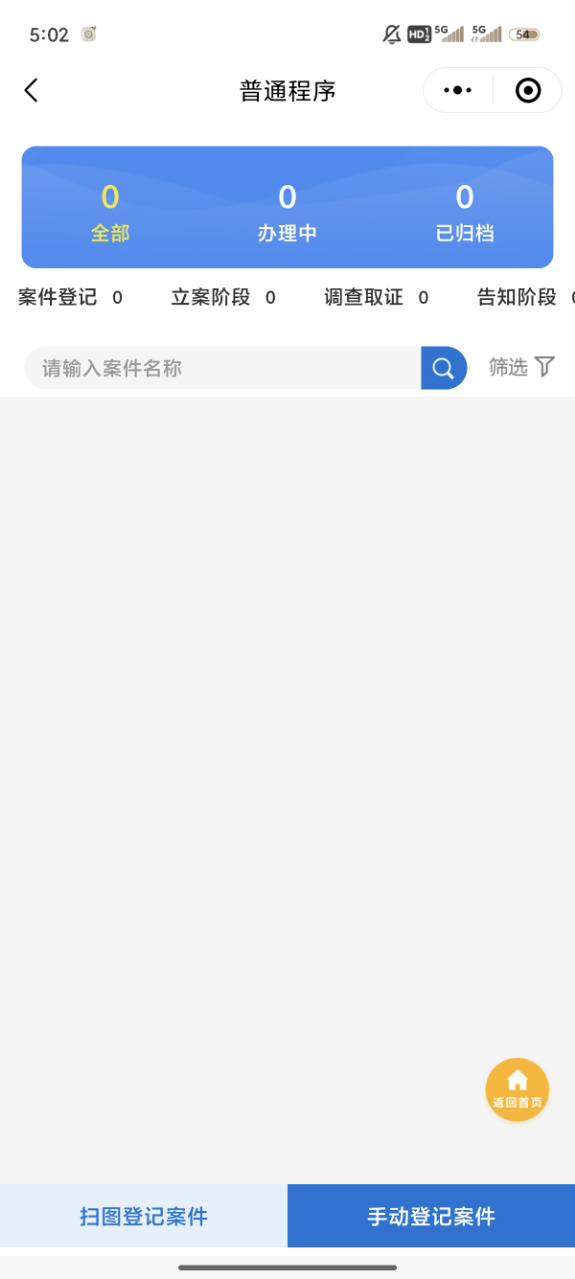 5:02 HD 1 2 5G 5G 54
普通程序
0 0 0
全部 办理中 已归档
案件登记 0 立案阶段 0 调查取证 0 告知阶段
请输入案件名称 筛选
返回首页
扫图登记案件 手动登记案件